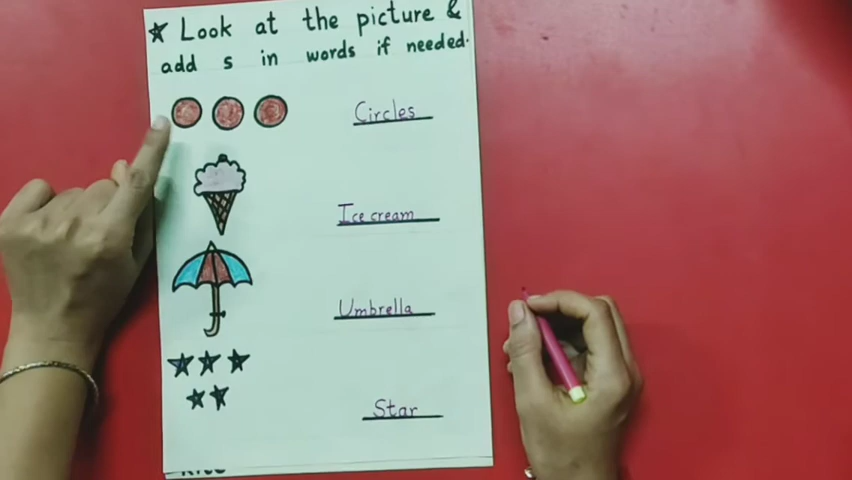 ★ Look at the picture &
add s in words if needed.
Circles
Ice cream
Umbrella
Star